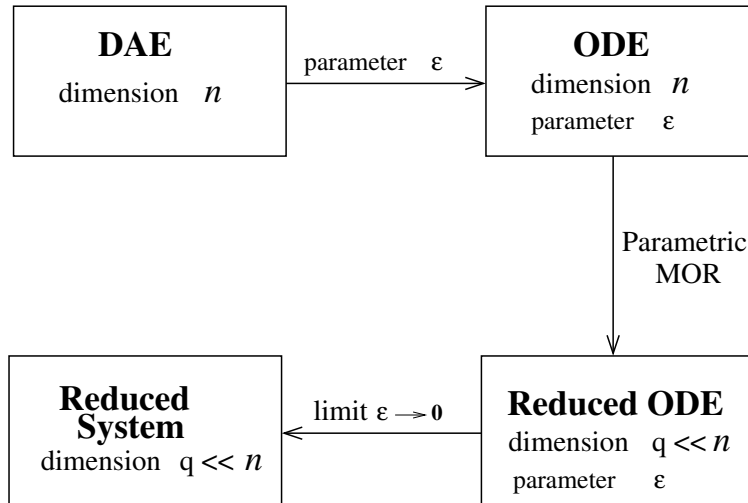 DAE
dimension n
parameter ε
ODE
dimension n
parameter ε
Parametric
MOR
Reduced ODE
dimension q << n
parameter ε
limit ε → 0
Reduced
System
dimension q << n